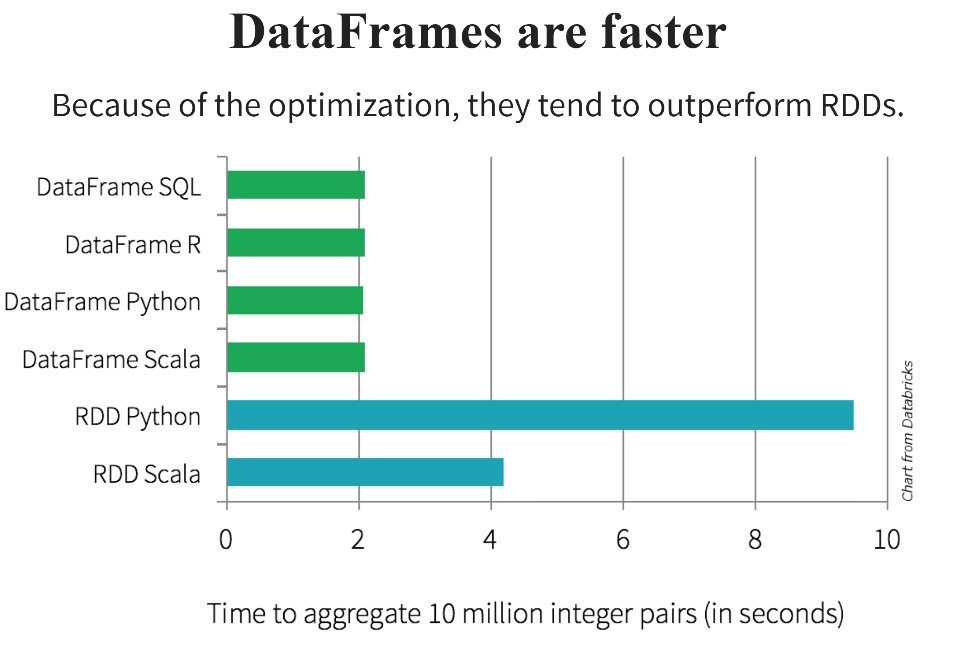 DataFrames are faster
Because of the optimization, they tend to outperform RDDs.
DataFrame SQL
DataFrame R
DataFrame Python
DataFrame Scala
RDD Python
RDD Scala
0 2 4 6 8 10
Time to aggregate 10 million integer pairs (in seconds)
Chart from Databricks